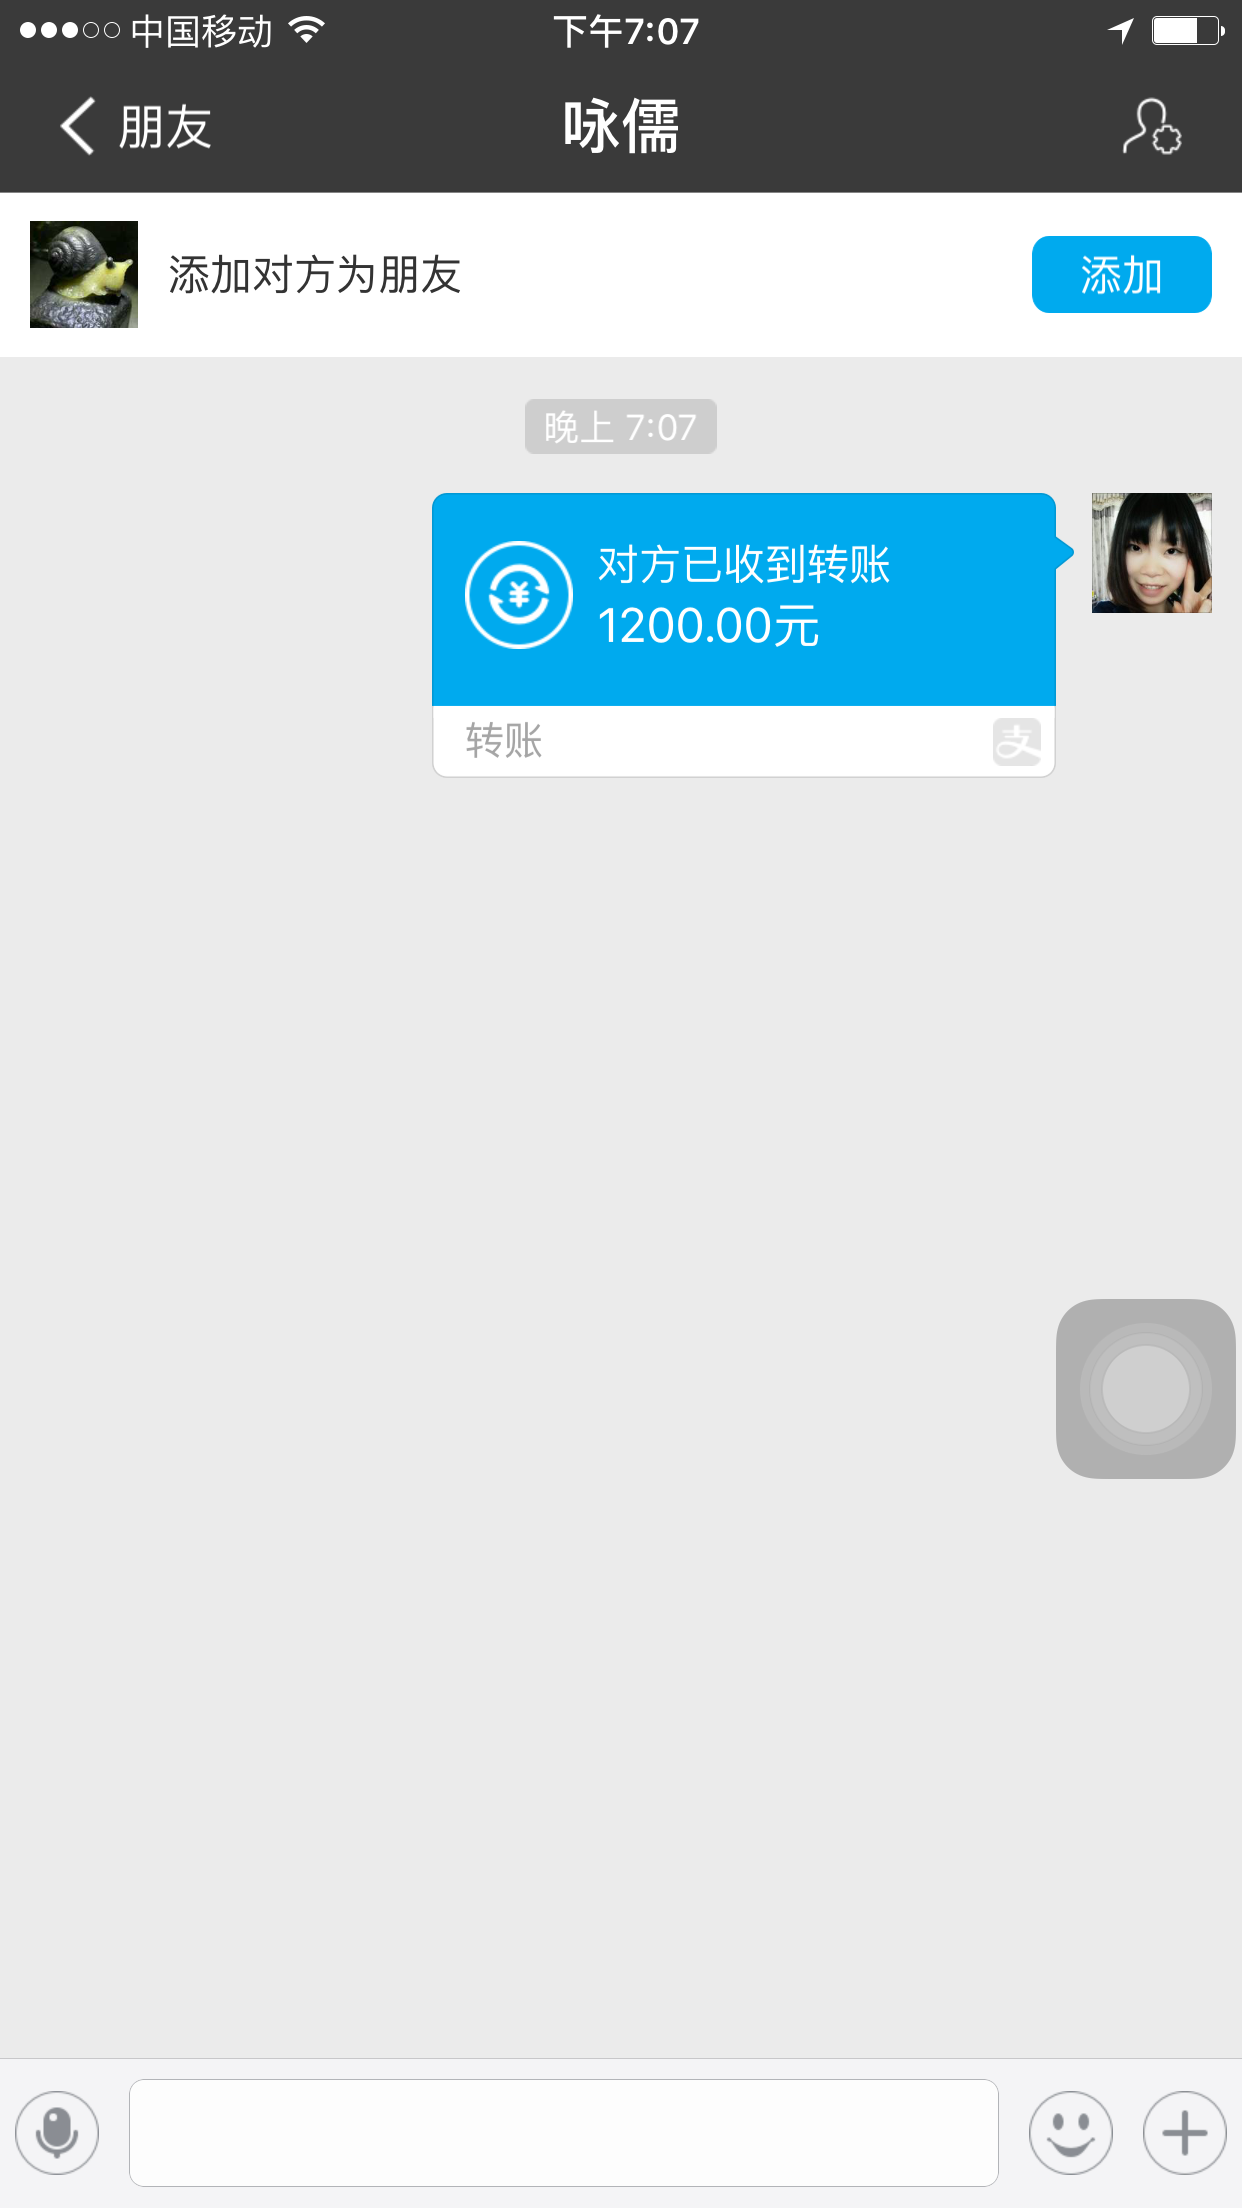 中国移动 下午7:07
朋友 咏儒
添加对方为朋友 添加
晚上 7:07
对方已收到转账
1200.00元
转账 支